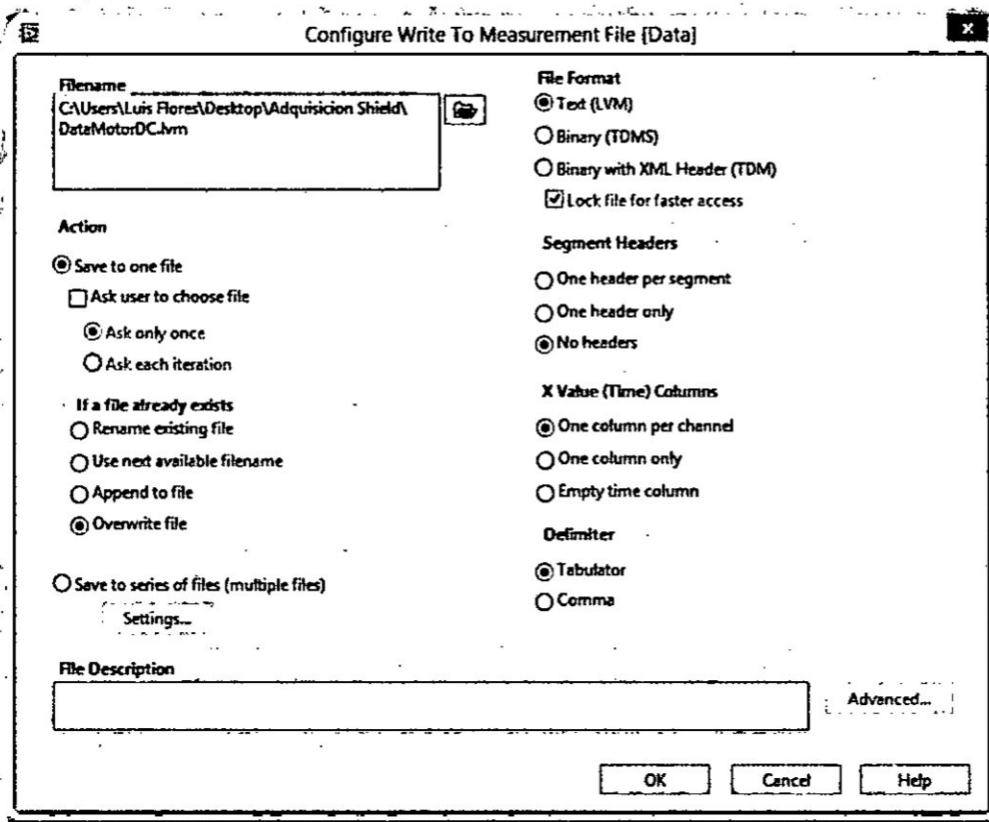 Configure Write To Measurement File [Data]
Filename
C:\Users\Luis Flores\Desktop\Adquisicion Shield\
DataMotorDC.lvm
Action
Save to one file
Ask user to choose file
Ask only once
Ask each iteration
If a file already exists
Rename existing file
Use next available filename
Append to file
Overwrite file
Save to series of files (multiple files)
Settings...
File Format
Text (LVM)
Binary (TDMS)
Binary with XML Header (TDM)
Lock file for faster access
Segment Headers
One header per segment
One header only
No headers
X Value (Time) Columns
One column per channel
One column only
Empty time column
Delimiter
Tabulator
Comma
File Description
Advanced...
OK
Cancel
Help